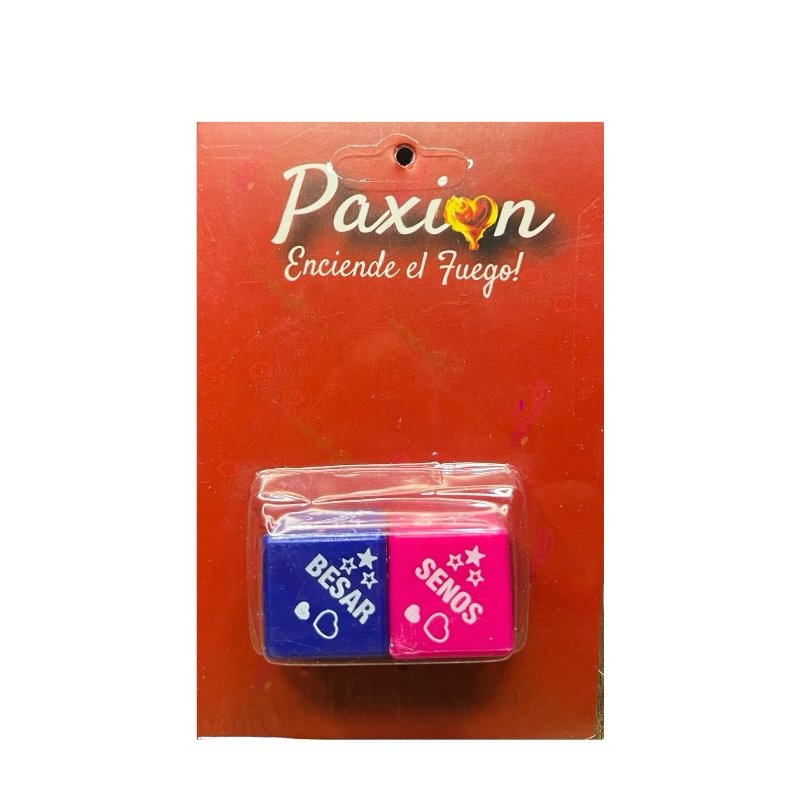 Paxion
Enciende el Fuego!
BESAR
SENOS